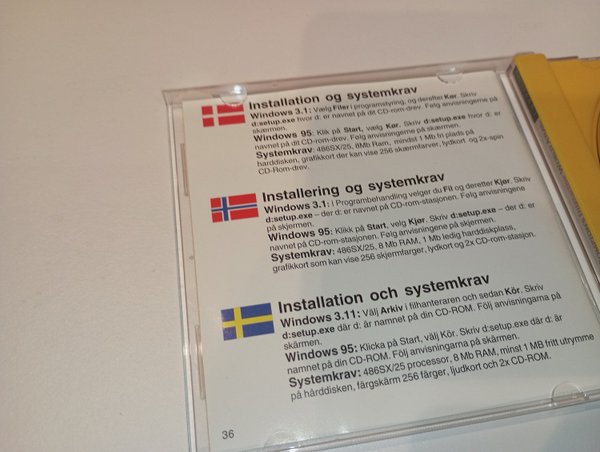 Installation og systemkrav
Windows 3.1: Vælg Filer i programstyring, og derefter Kør. Skriv
d:setup.exe hvor d: er navnet på dit CD-rom-drev. Følg anvisningerne på
skærmen.
Windows 95: Klik på Start, vælg Kør. Skriv d:setup.exe hvor d: er
navnet på dit CD-rom-drev. Følg anvisningerne på skærmen.
Systemkrav: 486SX/25, 8Mb Ram, mindst 1 Mb fri plads på
harddisken, grafikkort der kan vise 256 skærmfarver, lydkort og 2x-spin
CD-Rom-drev.
Installering og systemkrav
Windows 3.1: i Programbehandling velger du Fil og deretter Kjør. Skriv
d:setup.exe – der d: er navnet på CD-rom-stasjonen. Følg anvisningene
på skjermen.
Windows 95: Klikk på Start, velg Kjør. Skriv d:setup.exe – der d: er
navnet på CD-rom-stasjonen. Følg anvisningene på skjermen.
Systemkrav: 486SX/25, 8 Mb RAM, 1 Mb ledig harddiskplass,
grafikkort som kan vise 256 skjermfarger, lydkort og 2x CD-rom-stasjon.
Installation och systemkrav
Windows 3.11: Välj Arkiv i filhanteraren och sedan Kör. Skriv
d:setup.exe där d: är namnet på din CD-ROM. Följ anvisningarna på
skärmen.
Windows 95: Klicka på Start, välj Kör. Skriv d:setup.exe där d: är
namnet på din CD-ROM. Följ anvisningarna på skärmen.
Systemkrav: 486SX/25 processor, 8 Mb RAM, minst 1 MB fritt utrymme
på hårddisken, färgskärm 256 färger, ljudkort och 2x CD-ROM.
36